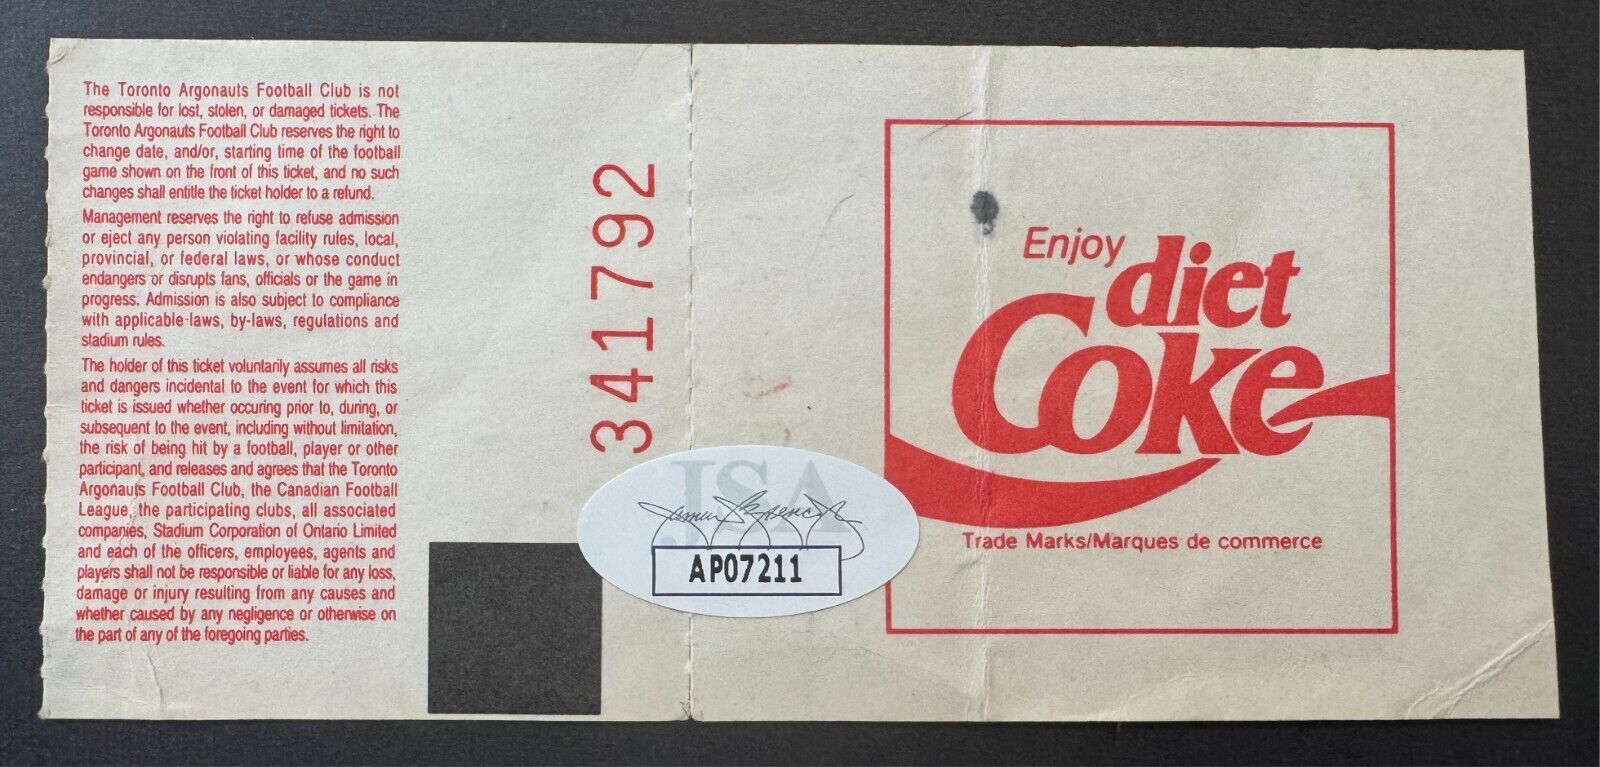 The Toronto Argonauts Football Club is not
responsible for lost, stolen, or damaged tickets. The
Toronto Argonauts Football Club reserves the right to
change date, and/or, starting time of the football
game shown on the front of this ticket, and no such
changes shall entitle the ticket holder to a refund.
Management reserves the right to refuse admission
or eject any person violating facility rules, local,
provincial, or federal laws, or whose conduct
endangers or disrupts fans, officials or the game in
progress. Admission is also subject to compliance
with applicable laws, by-laws, regulations and
stadium rules.
The holder of this ticket voluntarily assumes all risks
and dangers incidental to the event for which this
ticket is issued whether occuring prior to, during, or
subsequent to the event, including without limitation,
the risk of being hit by a football, player or other
participant, and releases and agrees that the Toronto
Argonauts Football Club, the Canadian Football
League, the participating clubs, all associated
companies, Stadium Corporation of Ontario Limited
and each of the officers, employees, agents and
players shall not be responsible or liable for any loss,
damage or injury resulting from any causes and
whether caused by any negligence or otherwise on
the part of any of the foregoing parties.
341792
JSA
AP07211
Enjoy
diet
Coke
Trade Marks/Marques de commerce